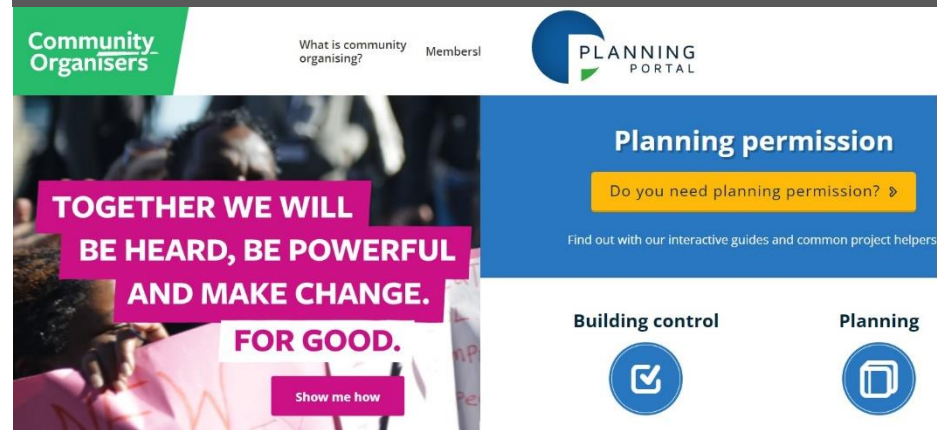 Community
Organisers
What is community
organising?
Membersl
TOGETHER WE WILL
BE HEARD, BE POWERFUL
AND MAKE CHANGE.
FOR GOOD.
Show me how
PLANNING
PORTAL
Planning permission
Do you need planning permission? »
Find out with our interactive guides and common project helpers
Building control
Planning
NEW